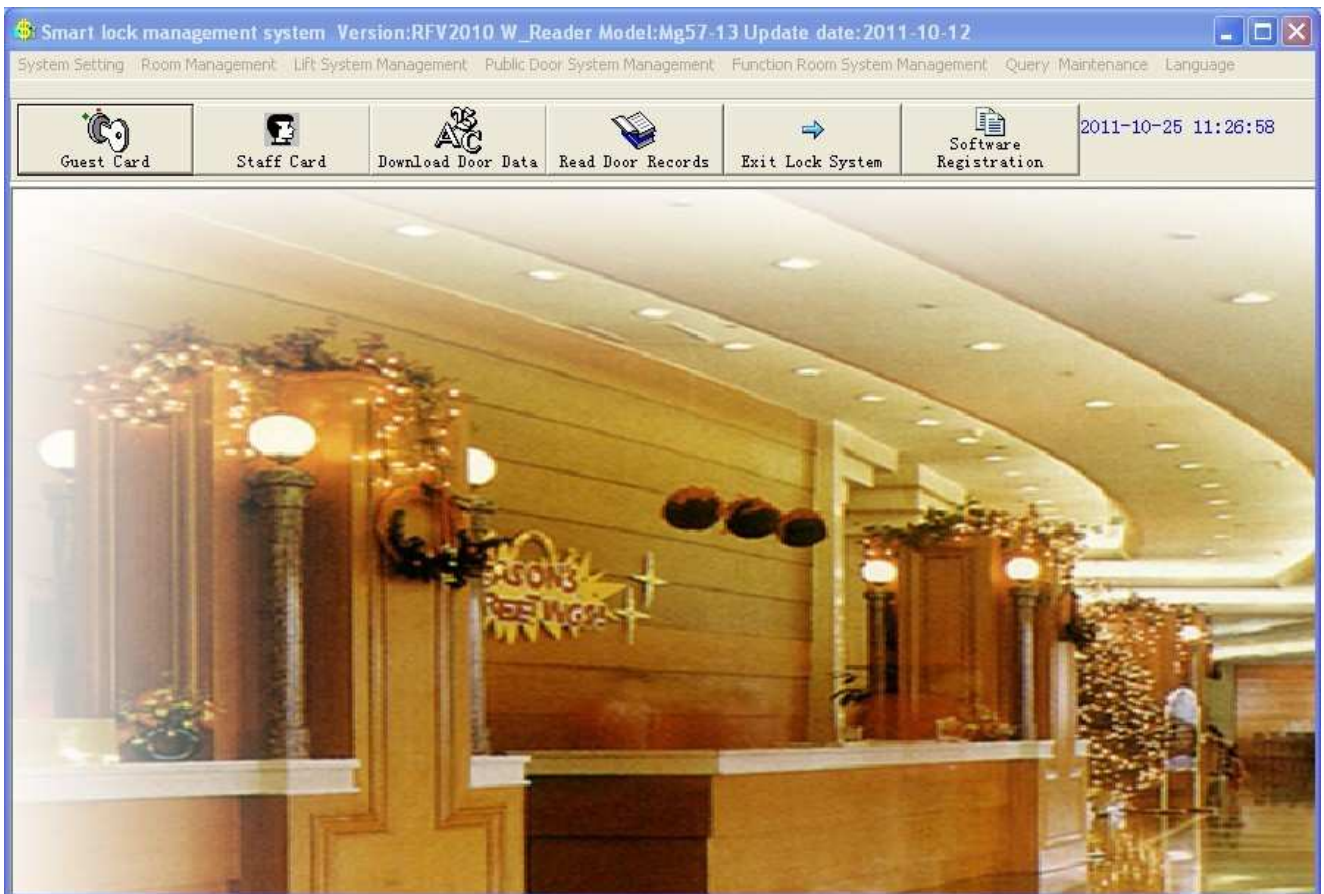 Smart lock management system Version:RFV2010 W_Reader Model:Mg57-13 Update date:2011-10-12
System Setting Room Management Lift System Management Public Door System Management Function Room System Management Query Maintenance Language
Guest Card
Staff Card
Download Door Data
Read Door Records
Exit Lock System
Software
Registration
2011-10-25 11:26:58